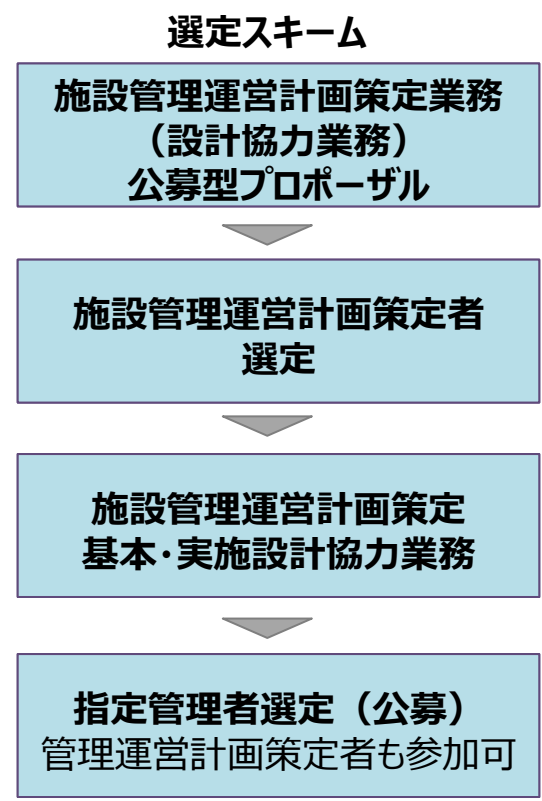 選定スキーム
施設管理運営計画策定業務
（設計協力業務）
公募型プロポーザル
施設管理運営計画策定者
選定
施設管理運営計画策定
基本･実施設計協力業務
指定管理者選定（公募）
管理運営計画策定者も参加可